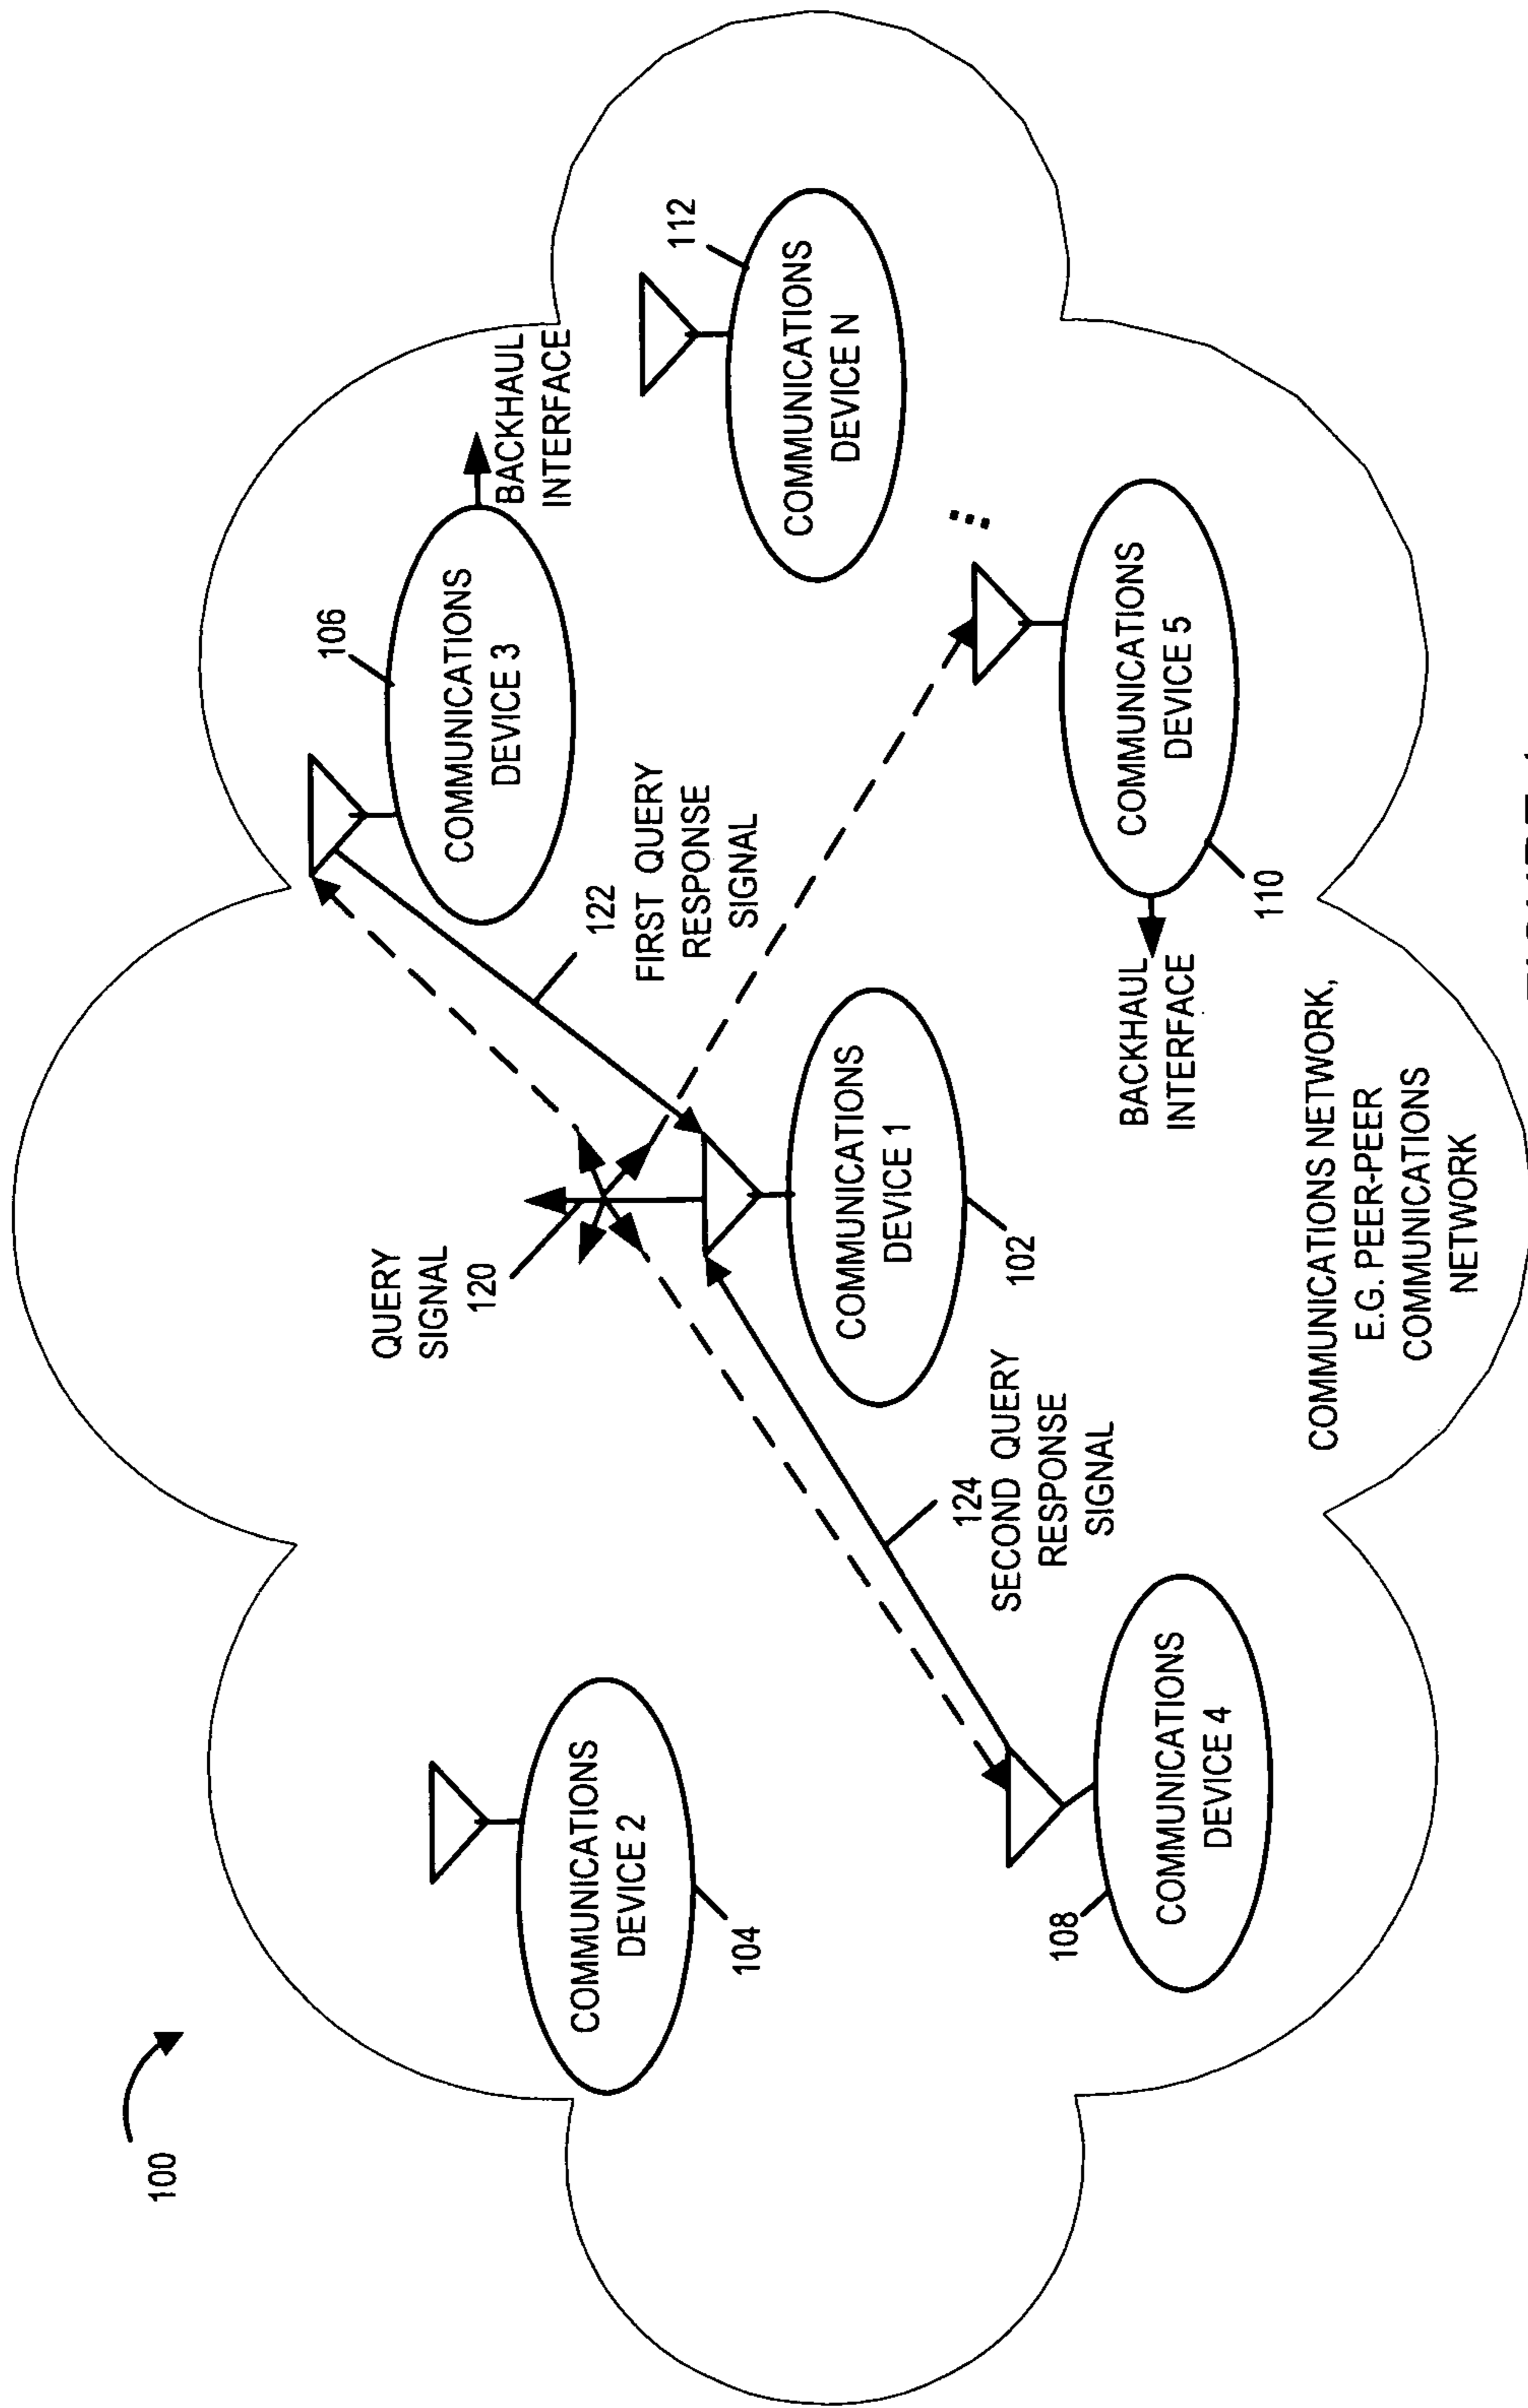 100
COMMUNICATIONS
DEVICE 2
104
QUERY
SIGNAL
120
106
COMMUNICATIONS
DEVICE 3
BACKHAUL
INTERFACE
122
FIRST QUERY
RESPONSE
SIGNAL
112
COMMUNICATIONS
DEVICE N
COMMUNICATIONS
DEVICE 1
102
124
SECOND QUERY
RESPONSE
SIGNAL
108
COMMUNICATIONS
DEVICE 4
...
COMMUNICATIONS
DEVICE 5
110
BACKHAUL
INTERFACE
COMMUNICATIONS NETWORK,
E.G. PEER-PEER
COMMUNICATIONS
NETWORK